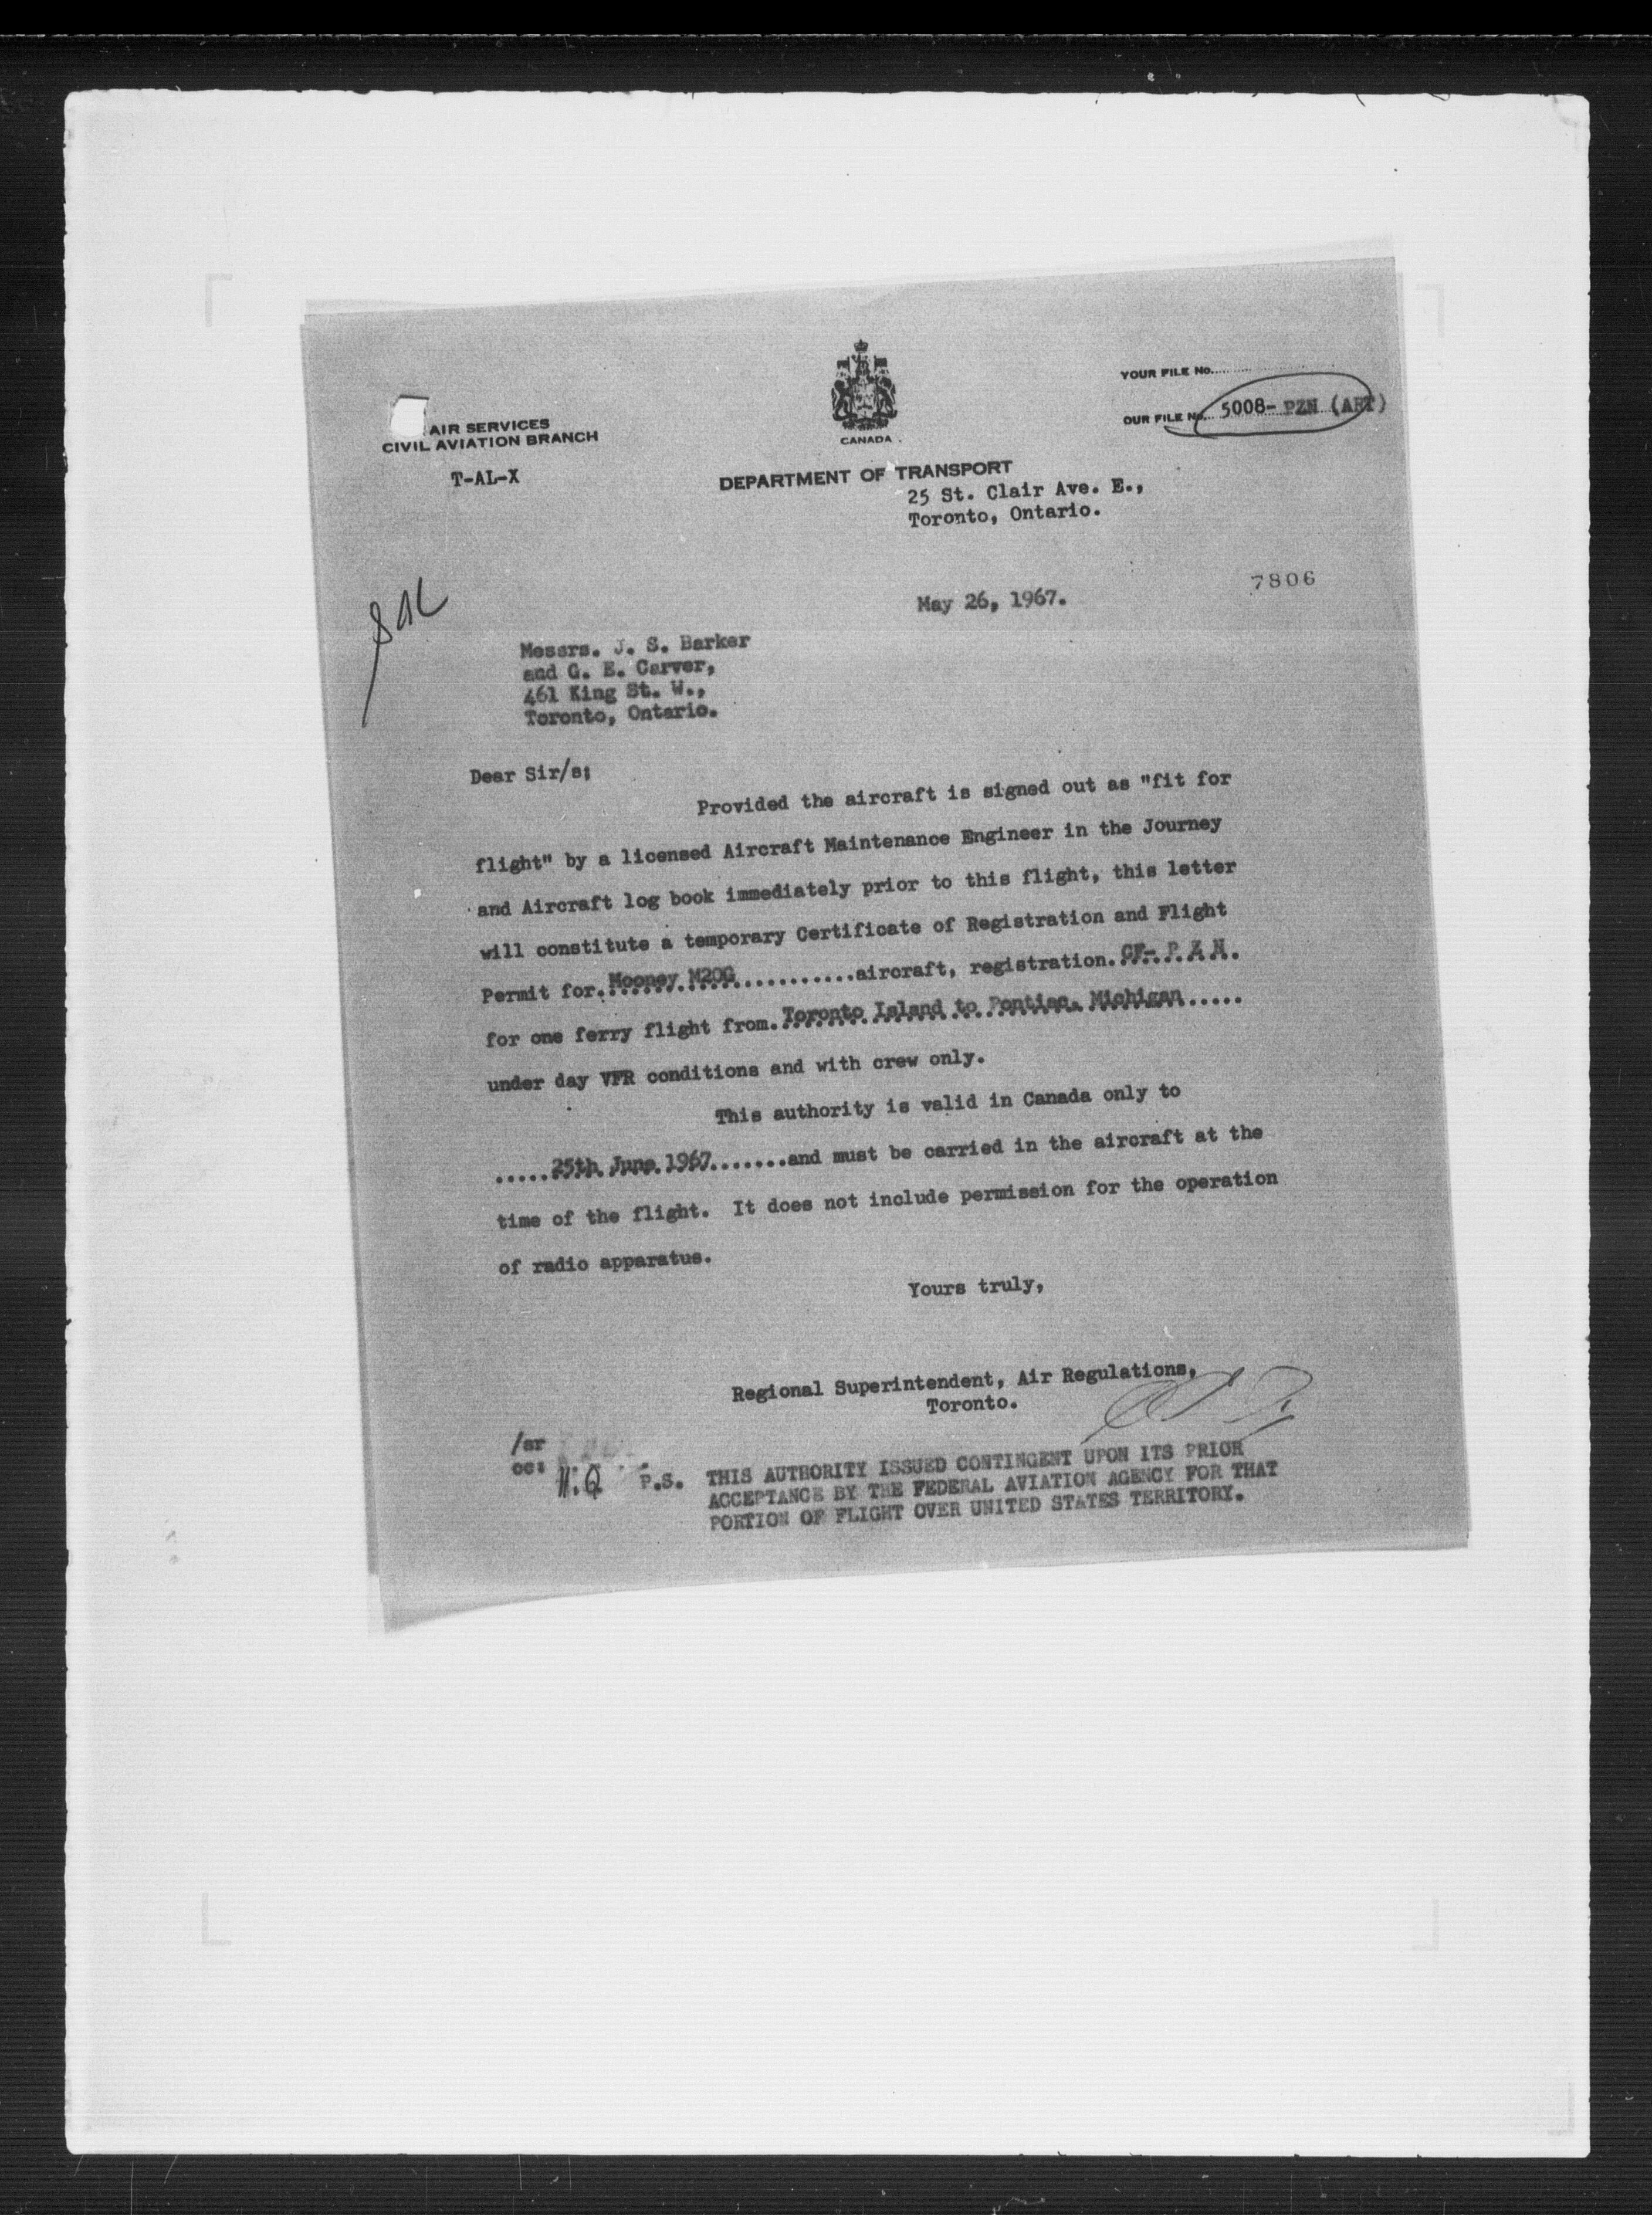 YOUR FILE No..........
OUR FILE No. 5008- PZN (ART)
AIR SERVICES
CIVIL AVIATION BRANCH
T-AL-X
CANADA
DEPARTMENT OF TRANSPORT
25 St. Clair Ave. E.,
Toronto, Ontario.
7806
May 26, 1967.
Messrs. J. S. Barker
and G. E. Carver,
461 King St. W.,
Toronto, Ontario.
Dear Sir/s;
Provided the aircraft is signed out as "fit for
flight" by a licensed Aircraft Maintenance Engineer in the Journey
and Aircraft log book immediately prior to this flight, this letter
will constitute a temporary Certificate of Registration and Flight
Permit for. Mooney M20G ...........aircraft, registration. CF- P Z N.
for one ferry flight from. Toronto Island to Pontiac, Michigan .....
under day VFR conditions and with crew only.
This authority is valid in Canada only to
.....25th June 1967.......and must be carried in the aircraft at the
time of the flight. It does not include permission for the operation
of radio apparatus.
Yours truly,
Regional Superintendent, Air Regulations,
Toronto.
/sr
cc: H.Q
P.S. THIS AUTHORITY ISSUED CONTINGENT UPON ITS PRIOR
ACCEPTANCE BY THE FEDERAL AVIATION AGENCY FOR THAT
PORTION OF FLIGHT OVER UNITED STATES TERRITORY.